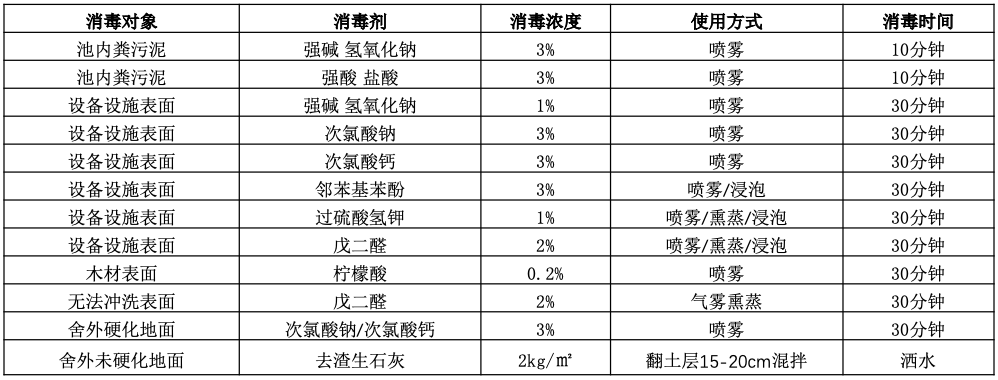 消毒对象 消毒剂 消毒浓度 使用方式 消毒时间
池内粪污泥 强碱 氢氧化钠 3% 喷雾 10分钟
池内粪污泥 强酸 盐酸 3% 喷雾 10分钟
设备设施表面 强碱 氢氧化钠 1% 喷雾 30分钟
设备设施表面 次氯酸钠 3% 喷雾 30分钟
设备设施表面 次氯酸钙 3% 喷雾 30分钟
设备设施表面 邻苯基苯酚 3% 喷雾/浸泡 30分钟
设备设施表面 过硫酸氢钾 1% 喷雾/熏蒸/浸泡 30分钟
设备设施表面 戊二醛 2% 喷雾/熏蒸/浸泡 30分钟
木材表面 柠檬酸 0.2% 喷雾 30分钟
无法冲洗表面 戊二醛 2% 气雾熏蒸 30分钟
舍外硬化地面 次氯酸钠/次氯酸钙 3% 喷雾 30分钟
舍外未硬化地面 去渣生石灰 2kg/㎡ 翻土层15-20cm混拌 洒水